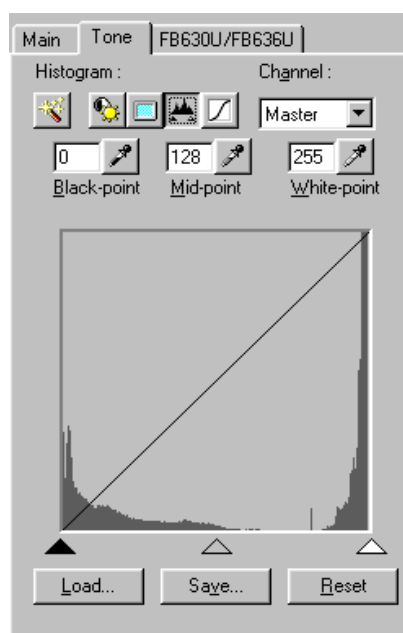 Main Tone FB630U/FB636U
Histogram : Channel :
Master
0 128 255
Black-point Mid-point White-point
Load... Save... Reset